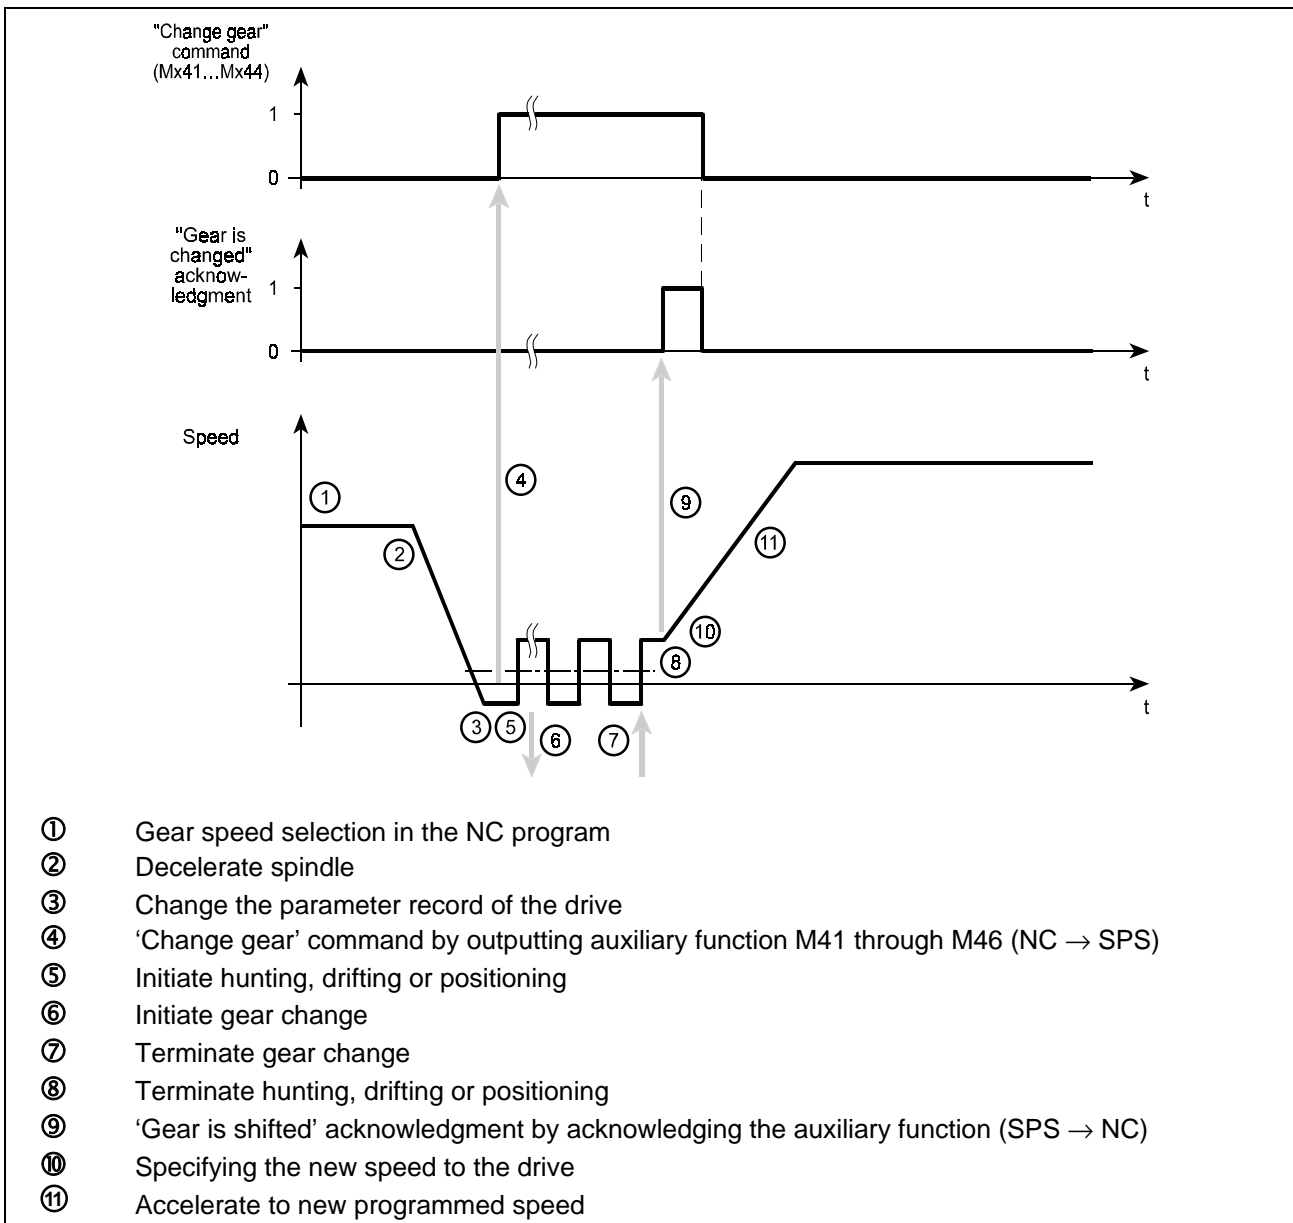 "Change gear"
command
(Mx41...Mx44)
1
0
t
"Gear is
changed"
acknow-
ledgment
1
0
t
Speed
①
②
④
⑨
⑪
⑩
⑧
③ ⑤ ⑥ ⑦
t
① Gear speed selection in the NC program
② Decelerate spindle
③ Change the parameter record of the drive
④ ‘Change gear’ command by outputting auxiliary function M41 through M46 (NC → SPS)
⑤ Initiate hunting, drifting or positioning
⑥ Initiate gear change
⑦ Terminate gear change
⑧ Terminate hunting, drifting or positioning
⑨ ‘Gear is shifted’ acknowledgment by acknowledging the auxiliary function (SPS → NC)
⑩ Specifying the new speed to the drive
⑪ Accelerate to new programmed speed